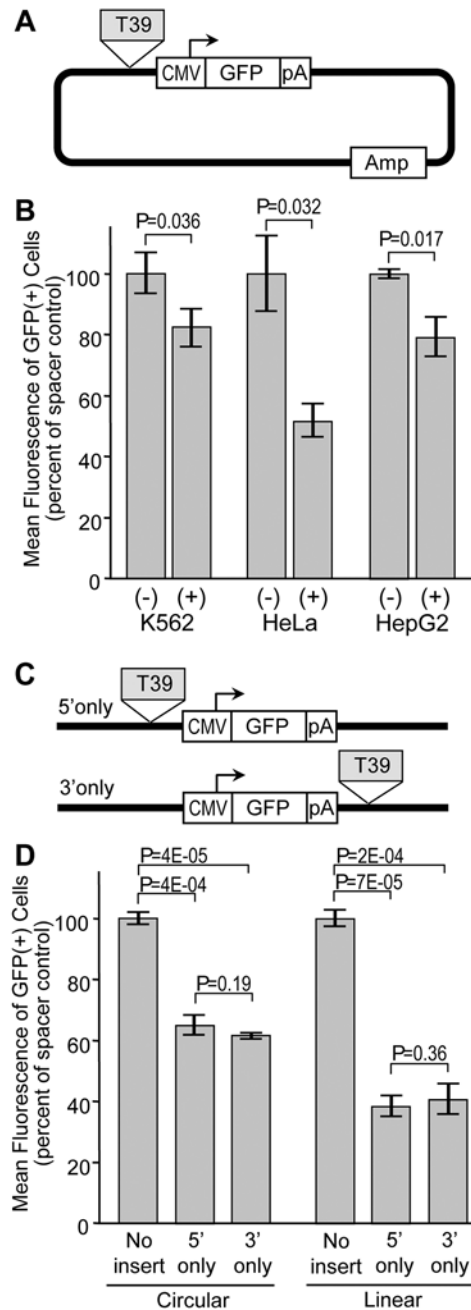 A
T39
CMV GFP pA
Amp
B
P=0.036
P=0.032
P=0.017
Mean Fluorescence of GFP(+) Cells
(percent of spacer control)
100
80
60
40
20
0
(-) (+) (-) (+) (-) (+)
K562 HeLa HepG2
C
T39
5'only
CMV GFP pA
T39
3'only
CMV GFP pA
D
P=4E-05
P=4E-04
P=0.19
P=2E-04
P=7E-05
P=0.36
Mean Fluorescence of GFP(+) Cells
(percent of spacer control)
100
80
60
40
20
0
No 5' 3' No 5' 3'
insert only only insert only only
Circular Linear